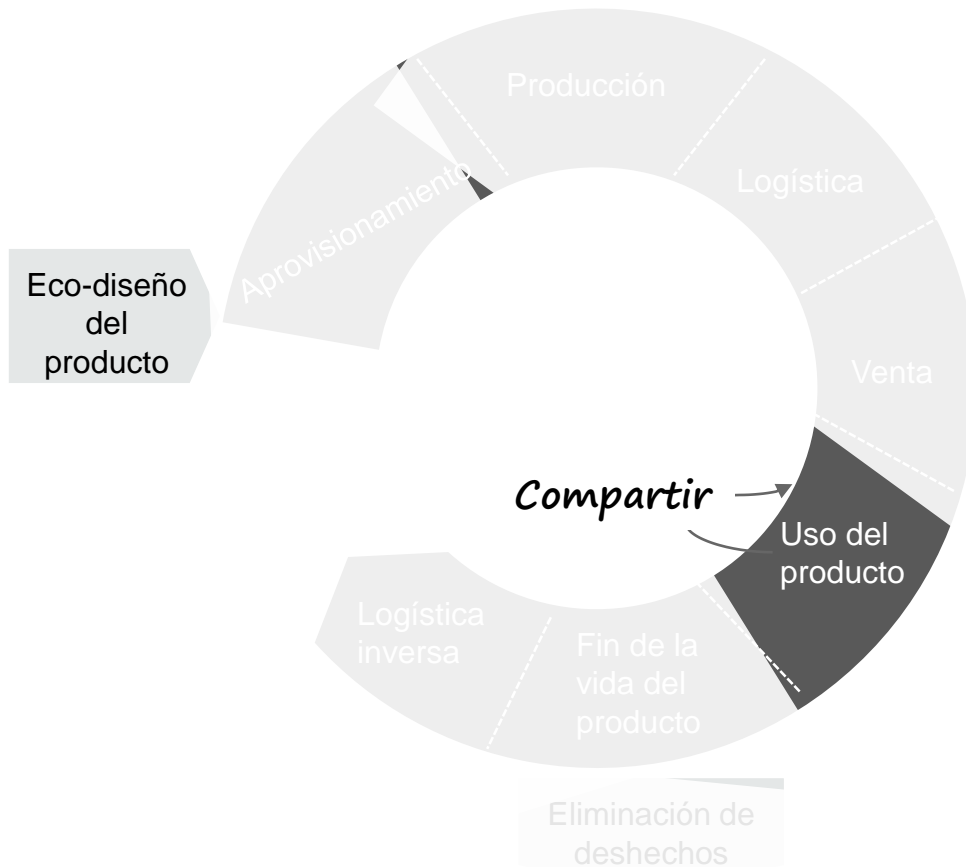 Producción
Logística
Aprovisionamiento
Eco-diseño
del
producto
Venta
Compartir
Uso del
producto
Logística
inversa
Fin de la
vida del
producto
Eliminación de
deshechos